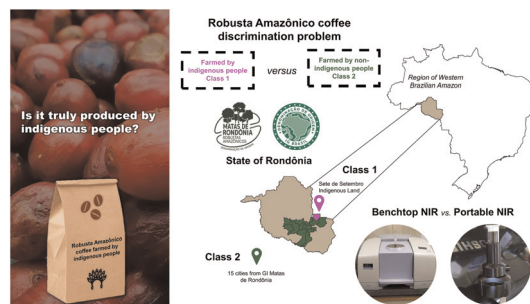 Is it truly produced by
indigenous people?
Robusta Amazônico
coffee farmed by
indigenous people
Robusta Amazônico coffee
discrimination problem
Farmed by
indigenous people
Class 1
versus
Farmed by non-
indigenous people
Class 2
MATAS DE
RONDÔNIA
ROBUSTAS
AMAZÔNICOS
State of Rondônia
Region of Western
Brazilian Amazon
Class 1
Sete de Setembro
Indigenous Land
Class 2
15 cities from GI Matas
de Rondônia
Benchtop NIR vs. Portable NIR